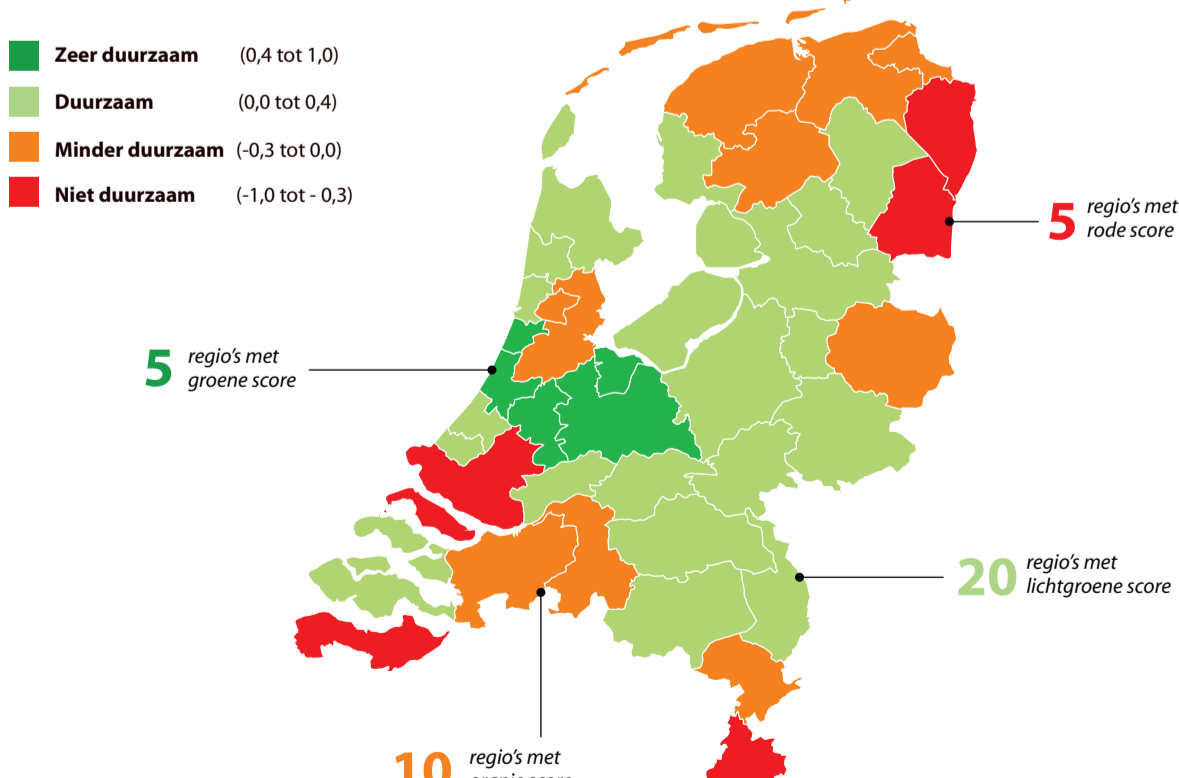 Zeer duurzaam (0,4 tot 1,0)
Duurzaam (0,0 tot 0,4)
Minder duurzaam (-0,3 tot 0,0)
Niet duurzaam (-1,0 tot - 0,3)
5 regio's met
rode score
5 regio's met
groene score
20 regio's met
lichtgroene score
10 regio's met